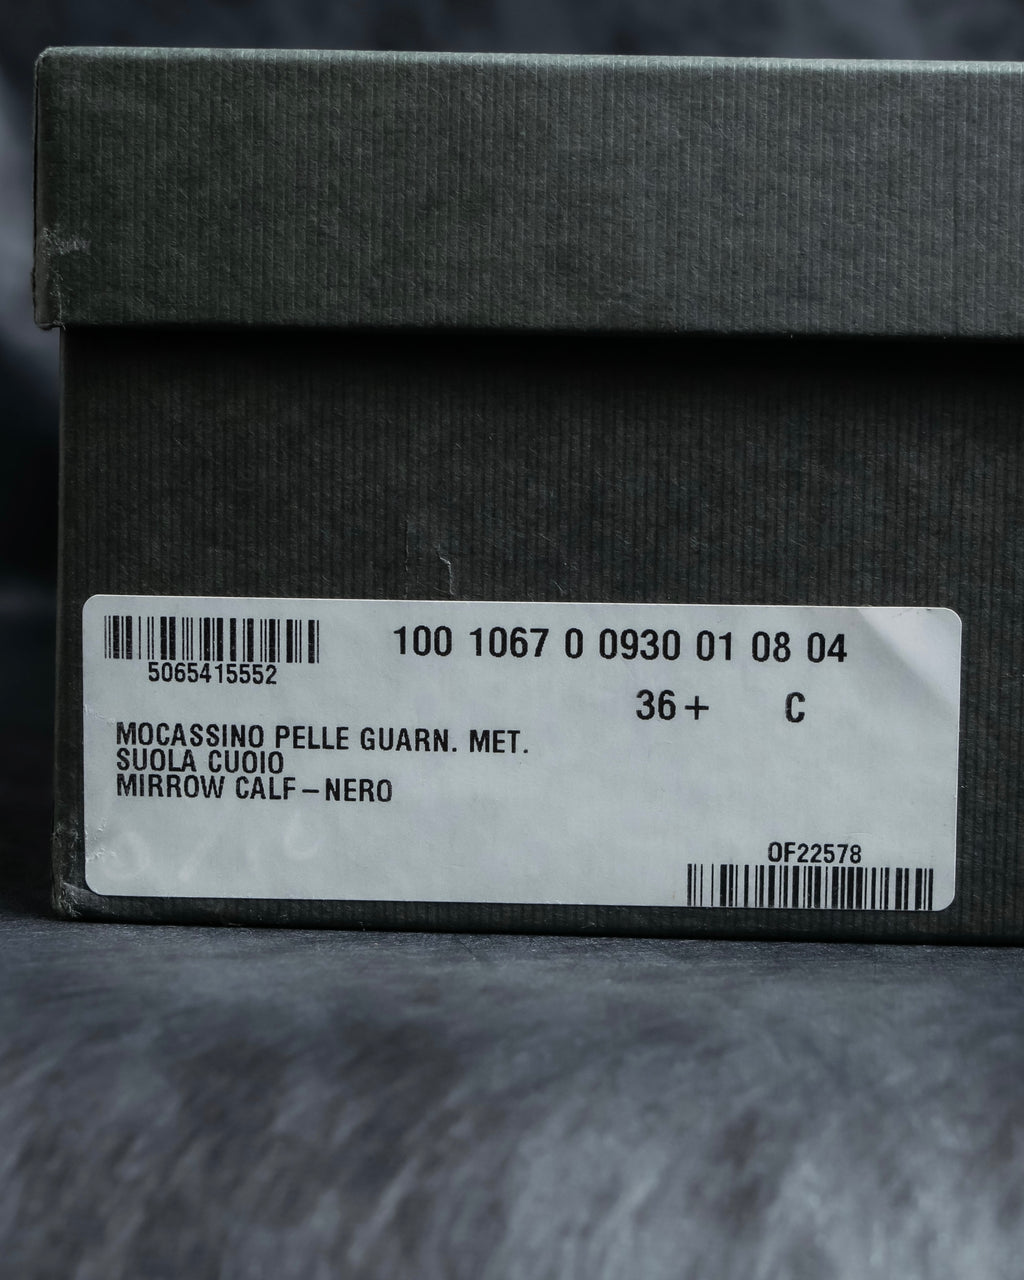 100 1067 0 0930 01 08 04
5065415552
36+ C
MOCASSINO PELLE GUARN. MET.
SUOLA CUOIO
MIRROW CALF-NERO
OF22578